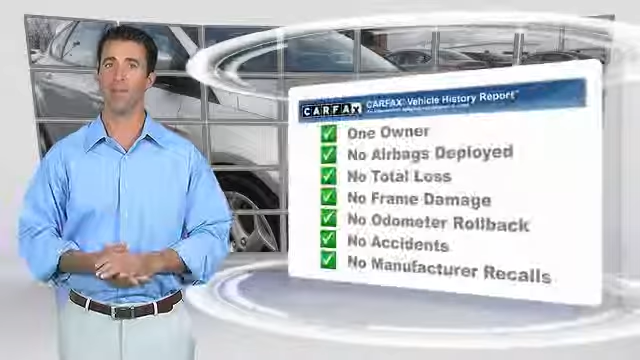 CARFAX CARFAX Vehicle History Report™
One Owner
No Airbags Deployed
No Total Loss
No Frame Damage
No Odometer Rollback
No Accidents
No Manufacturer Recalls